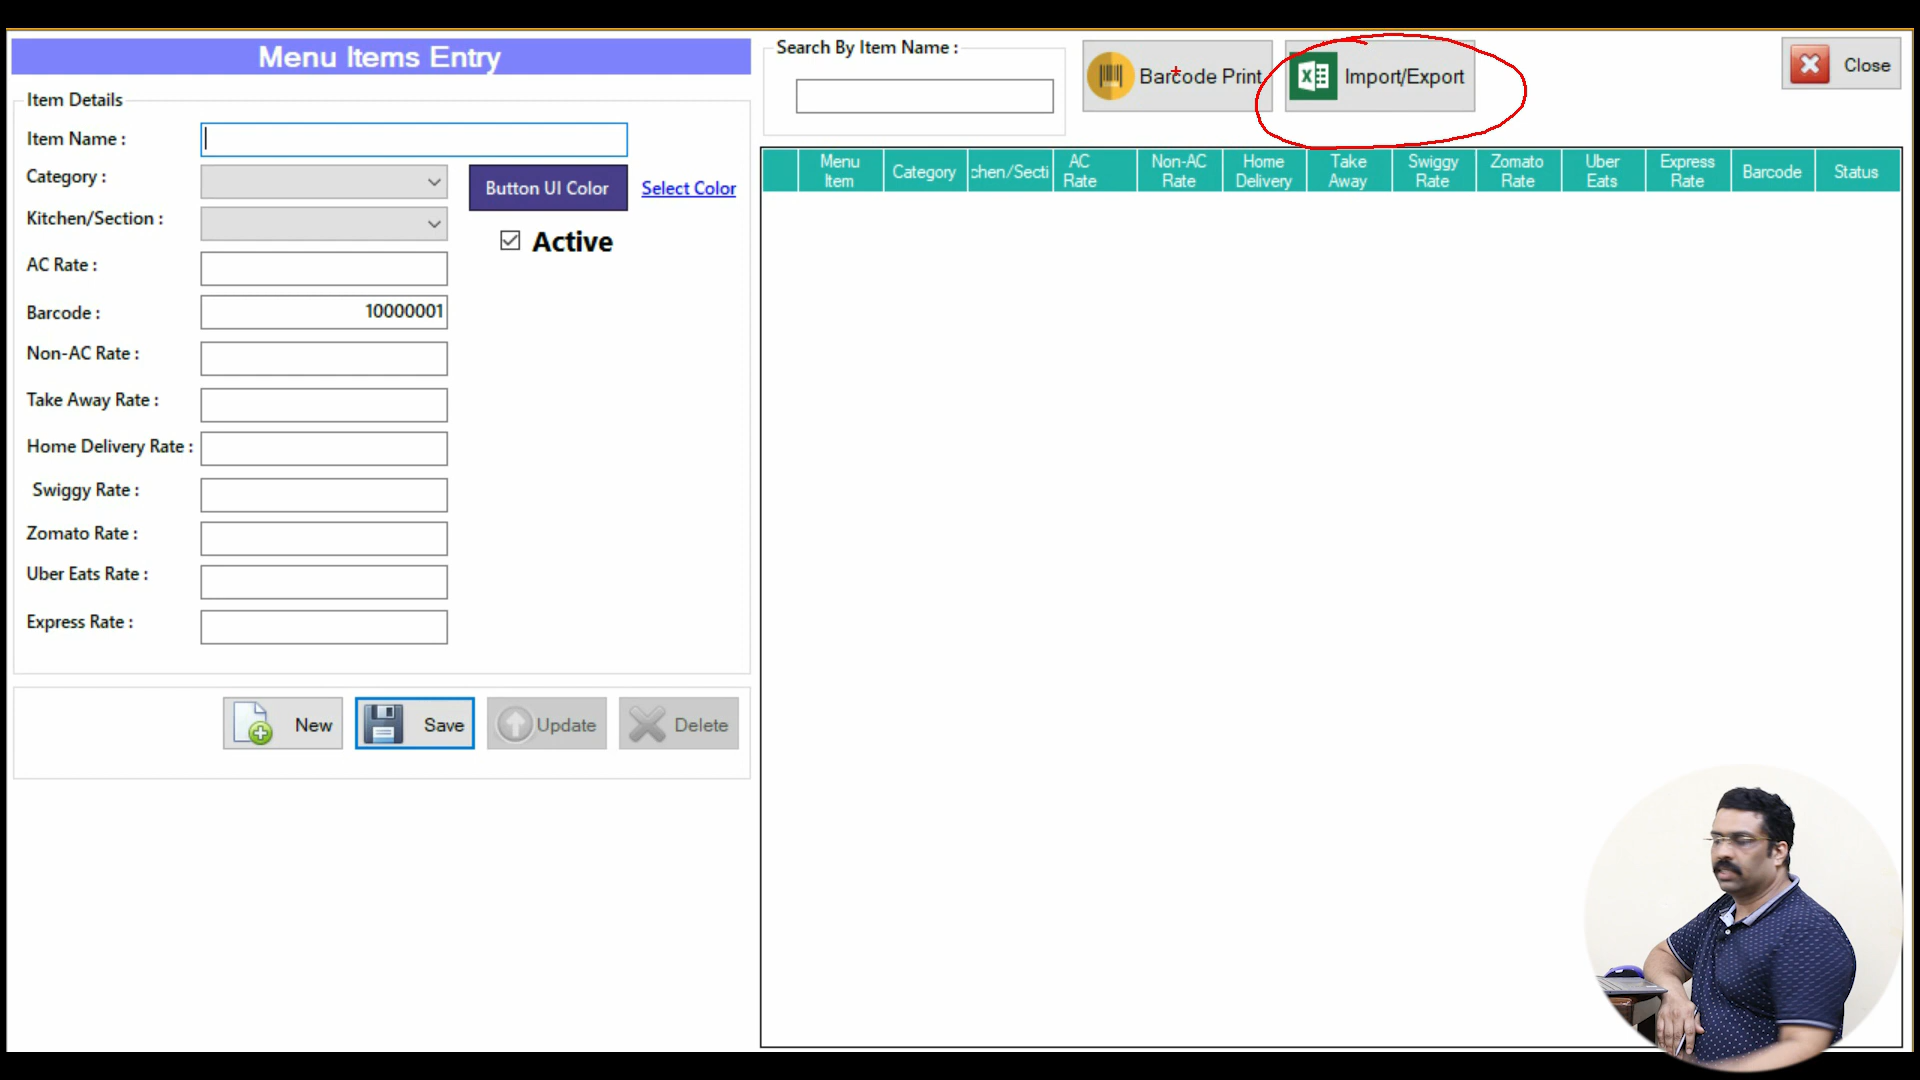 Menu Items Entry
Item Details
Item Name :
Category :
Button UI Color
Select Color
Kitchen/Section :
Active
AC Rate :
Barcode :
10000001
Non-AC Rate :
Take Away Rate :
Home Delivery Rate :
Swiggy Rate :
Zomato Rate :
Uber Eats Rate :
Express Rate :
New
Save
Update
Delete
Search By Item Name :
Barcode Print
Import/Export
Close
Menu Item
Category
chen/Secti
AC Rate
Non-AC Rate
Home Delivery
Take Away
Swiggy Rate
Zomato Rate
Uber Eats
Express Rate
Barcode
Status